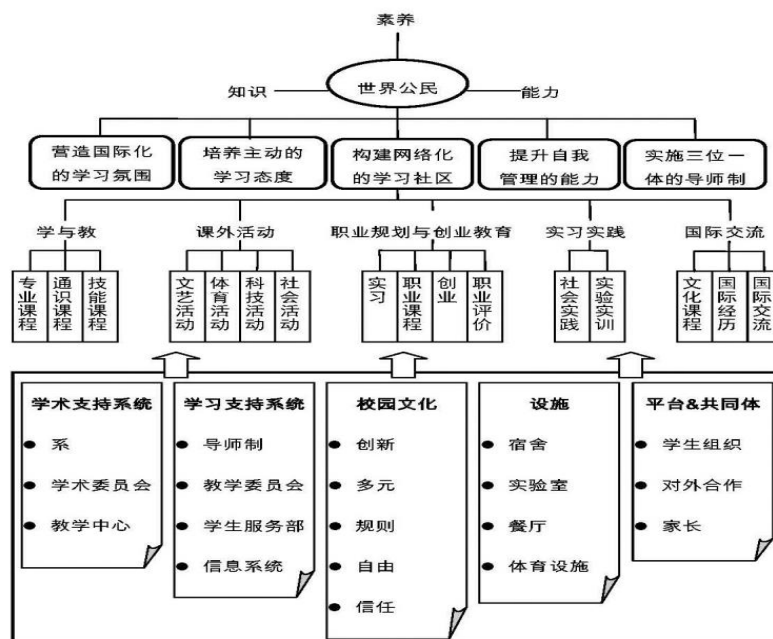 素养
知识
世界公民
能力
营造国际化
的学习氛围
培养主动的
学习态度
构建网络化
的学习社区
提升自我
管理的能力
实施三位一
体的导师制
学与教
课外活动
职业规划与创业教育
实习实践
国际交流
专业课程
通识课程
技能课程
文艺活动
体育活动
科技活动
社会活动
实习
职业课程
创业
职业评价
社会实践
实验实训
文化课程
国际经历
国际交流
学术支持系统
● 系
● 学术委员会
● 教学中心
学习支持系统
● 导师制
● 教学委员会
● 学生服务部
● 信息系统
校园文化
● 创新
● 多元
● 规则
● 自由
● 信任
设施
● 宿舍
● 实验室
● 餐厅
● 体育设施
平台&共同体
● 学生组织
● 对外合作
● 家长